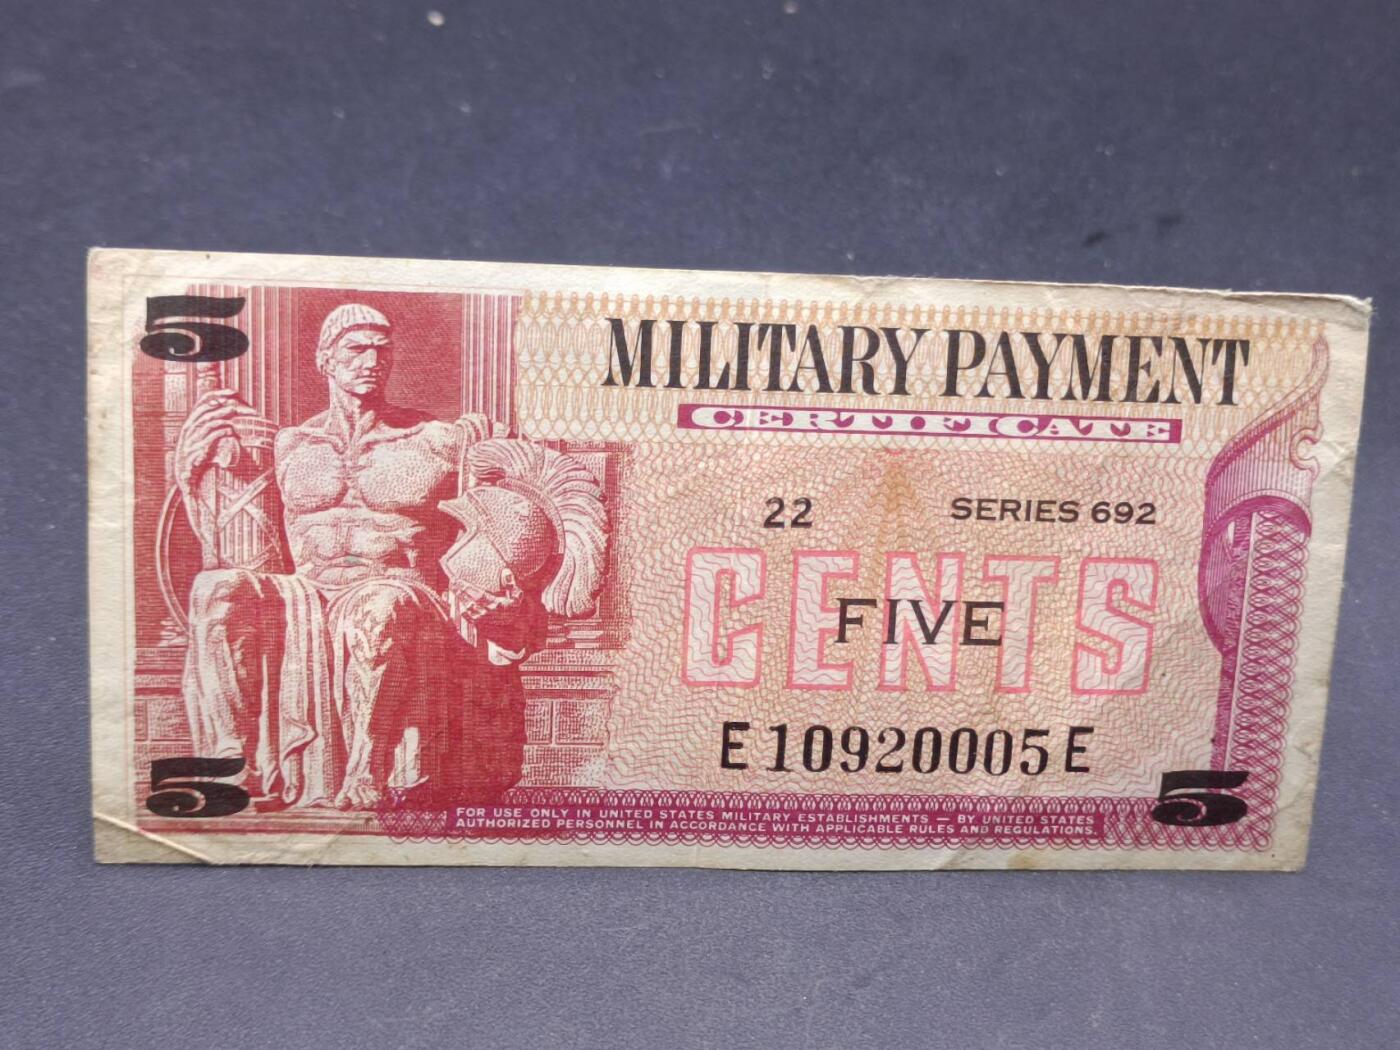 5
MILITARY PAYMENT
CERTIFICATE
22 SERIES 692
CENTS
FIVE
E10920005E
5
5
FOR USE ONLY IN UNITED STATES MILITARY ESTABLISHMENTS — BY UNITED STATES
AUTHORIZED PERSONNEL IN ACCORDANCE WITH APPLICABLE RULES AND REGULATIONS.